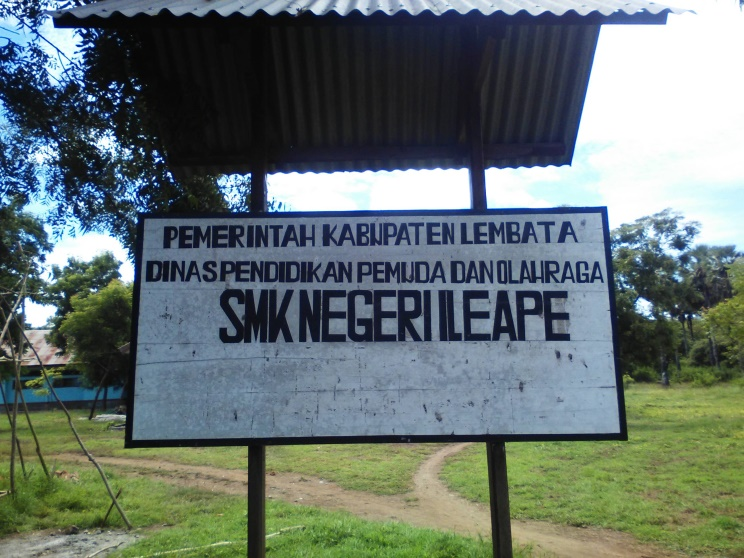 PEMERINTAH KABUPATEN LEMBATA
DINAS PENDIDIKAN PEMUDA DAN OLAHRAGA
SMK NEGERI ILEAPE